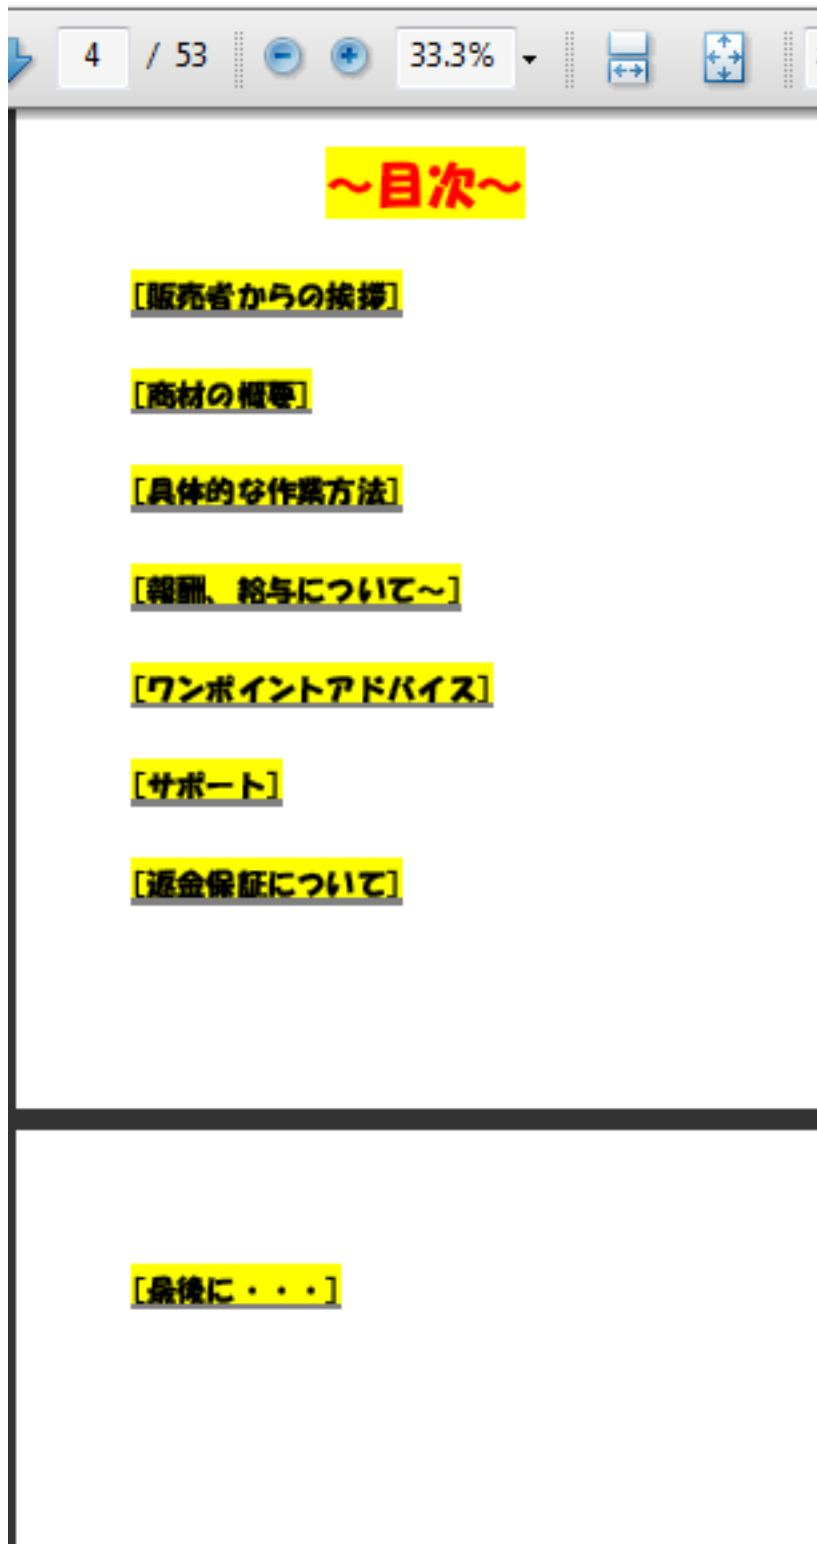 4 / 53 33.3%
～目次～
[販売者からの挨拶]
[商材の概要]
[具体的な作業方法]
[報酬、給与について～]
[ワンポイントアドバイス]
[サポート]
[返金保証について]
[最後に・・・]